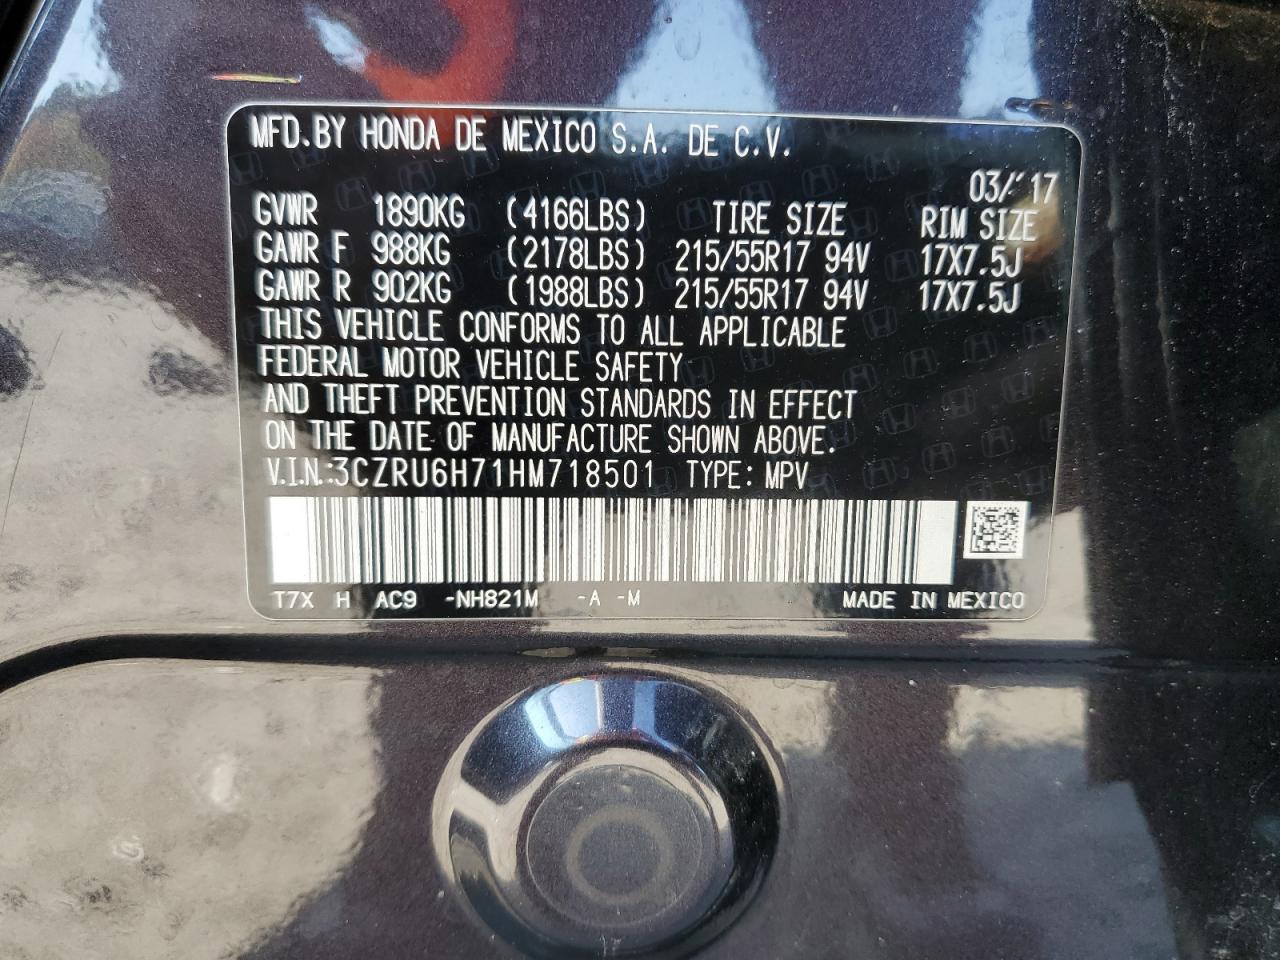 MFD.BY HONDA DE MEXICO S.A. DE C.V.
03/'17
GVWR 1890KG (4166LBS) TIRE SIZE RIM SIZE
GAWR F 988KG (2178LBS) 215/55R17 94V 17X7.5J
GAWR R 902KG (1988LBS) 215/55R17 94V 17X7.5J
THIS VEHICLE CONFORMS TO ALL APPLICABLE
FEDERAL MOTOR VEHICLE SAFETY
AND THEFT PREVENTION STANDARDS IN EFFECT
ON THE DATE OF MANUFACTURE SHOWN ABOVE.
V.I.N.:3CZRU6H71HM718501 TYPE: MPV
T7X H AC9 -NH821M -A -M MADE IN MEXICO